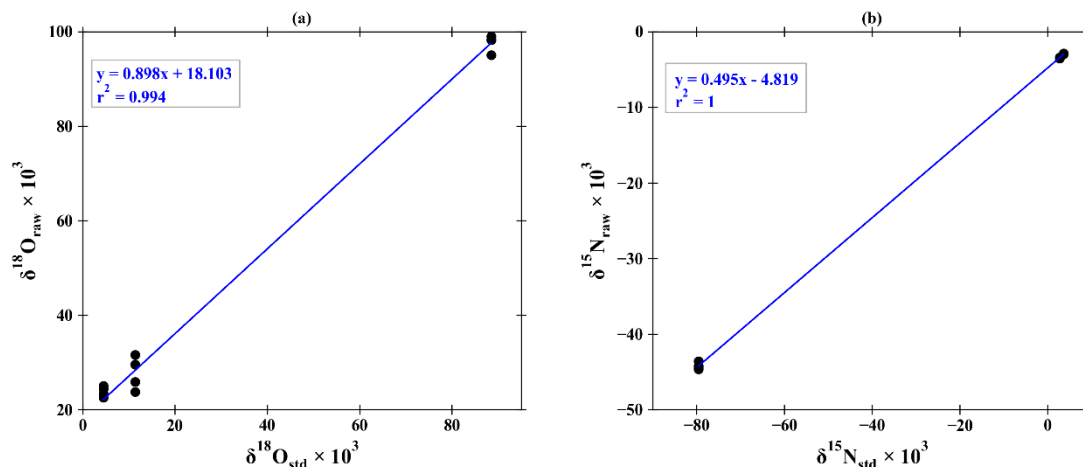 (a)
y = 0.898x + 18.103
r² = 0.994
100
80
60
40
20
0
20
40
60
80
δ¹⁸O_raw × 10³
δ¹⁸O_std × 10³
(b)
y = 0.495x - 4.819
r² = 1
0
−10
−20
−30
−40
−50
−80
−60
−40
−20
0
δ¹⁵N_raw × 10³
δ¹⁵N_std × 10³